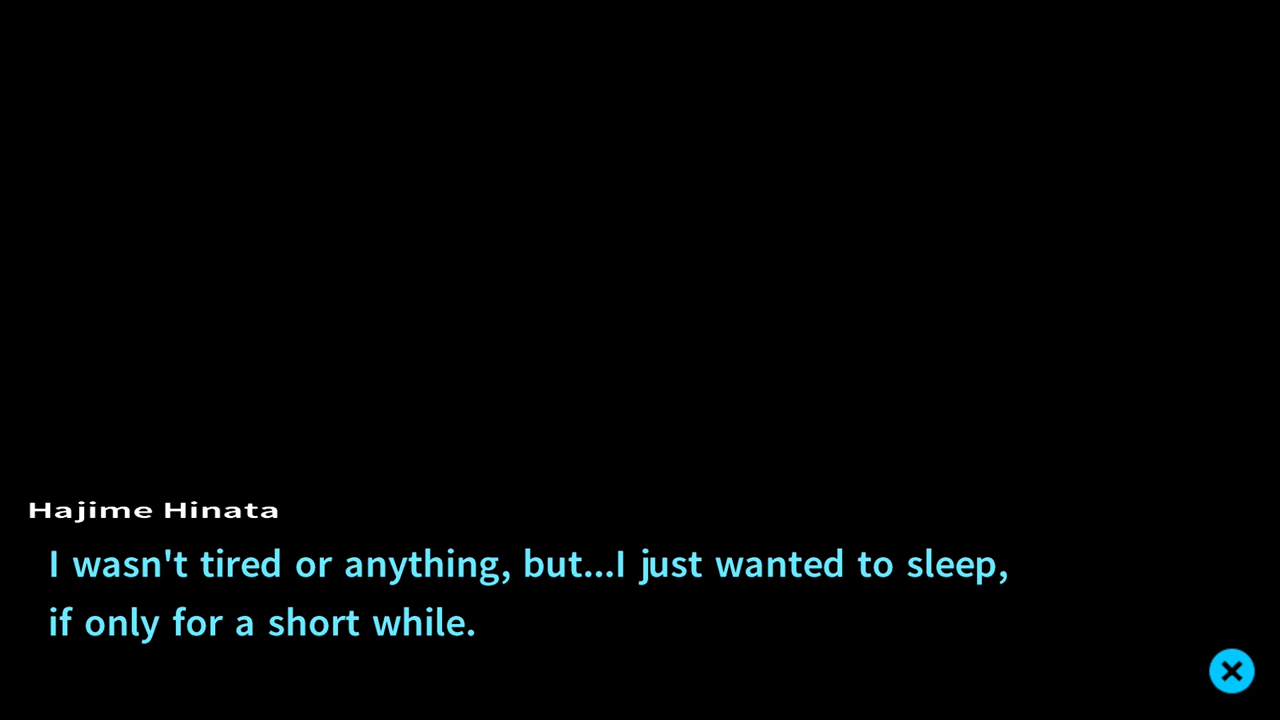 Hajime Hinata
I wasn't tired or anything, but...I just wanted to sleep,
if only for a short while.